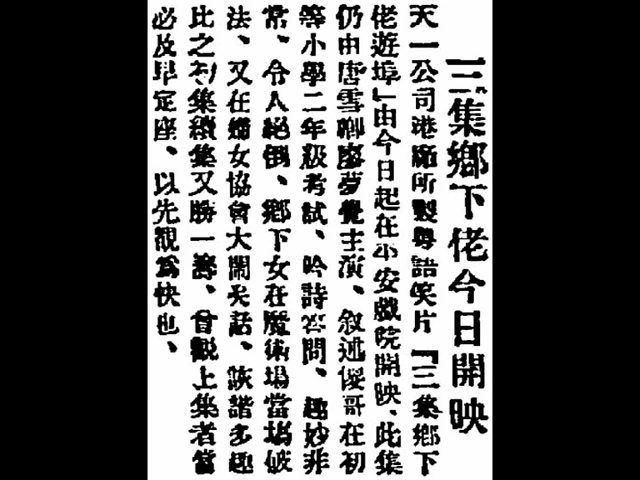 三集鄉下佬今日開映
天一公司港廠所製粵語笑片『三集鄉下
佬遊埠』由今日起在平安戲院開映、此集
仍由唐雪卿廖夢覺主演、叙述傻哥在初
等小學二年級考試、吟詩答問、趣妙非
常、令人絕倒、鄉下女在魔術場當場破
法、又在婦女協會大鬧夫話、詼諧多趣
比之初集續集又勝一籌、曾觀上集者當
必及早定座、以先覩爲快也、